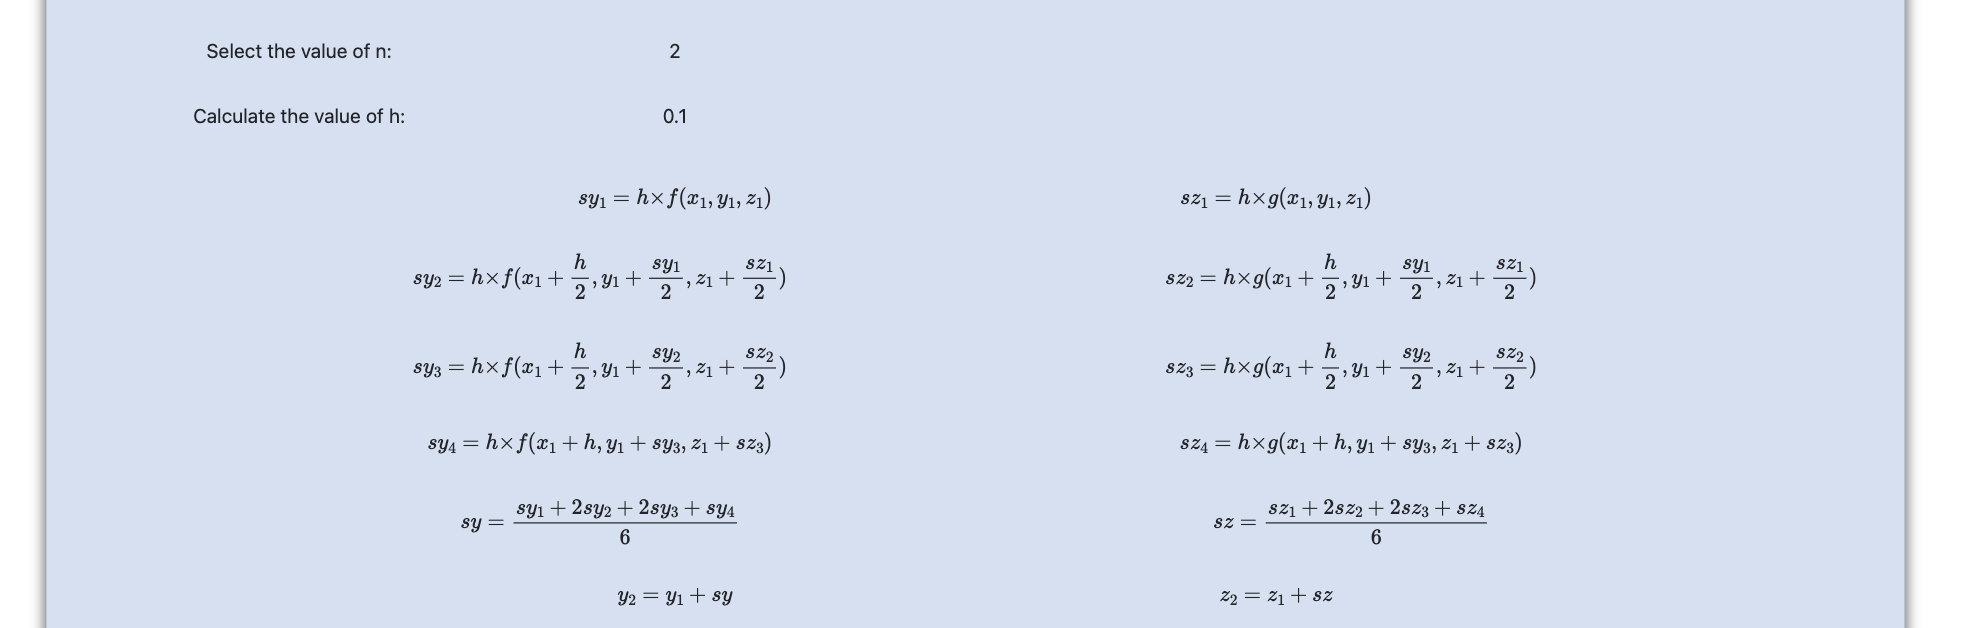 Select the value of n: 2
Calculate the value of h: 0.1
sy₁ = h×f(x₁, y₁, z₁) sz₁ = h×g(x₁, y₁, z₁)
sy₂ = h×f(x₁ + h/2, y₁ + sy₁/2, z₁ + sz₁/2) sz₂ = h×g(x₁ + h/2, y₁ + sy₁/2, z₁ + sz₁/2)
sy₃ = h×f(x₁ + h/2, y₁ + sy₂/2, z₁ + sz₂/2) sz₃ = h×g(x₁ + h/2, y₁ + sy₂/2, z₁ + sz₂/2)
sy₄ = h×f(x₁ + h, y₁ + sy₃, z₁ + sz₃) sz₄ = h×g(x₁ + h, y₁ + sy₃, z₁ + sz₃)
sy = (sy₁ + 2sy₂ + 2sy₃ + sy₄)/6 sz = (sz₁ + 2sz₂ + 2sz₃ + sz₄)/6
y₂ = y₁ + sy z₂ = z₁ + sz